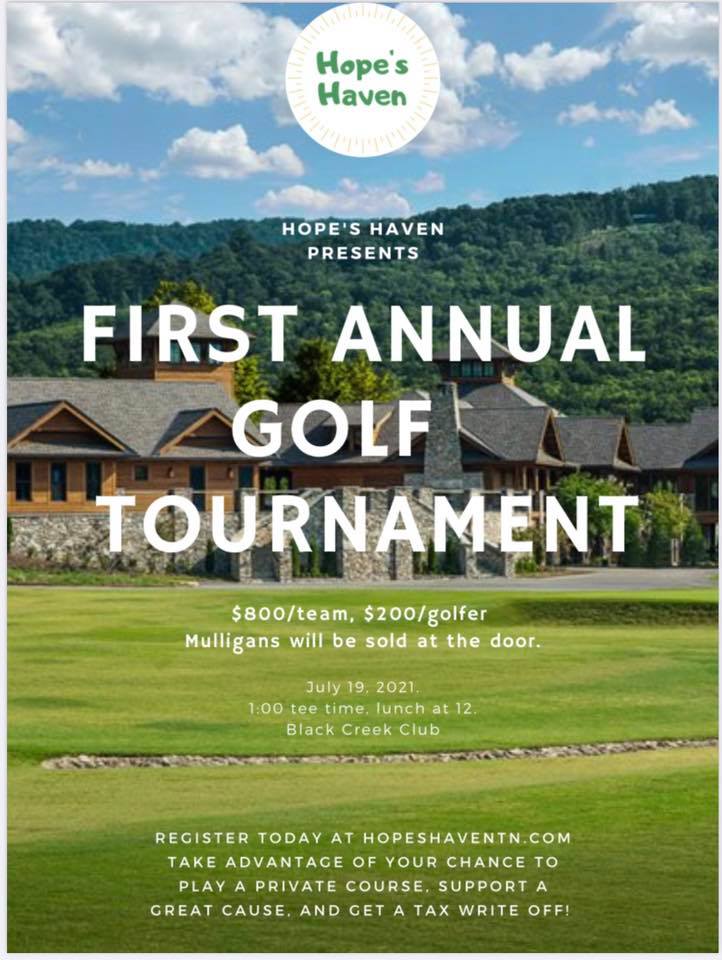 Hope's
Haven
HOPE'S HAVEN
PRESENTS
FIRST ANNUAL
GOLF
TOURNAMENT
$800/team, $200/golfer
Mulligans will be sold at the door.
July 19, 2021.
1:00 tee time, lunch at 12.
Black Creek Club
REGISTER TODAY AT HOPESHAVENTN.COM
TAKE ADVANTAGE OF YOUR CHANCE TO
PLAY A PRIVATE COURSE, SUPPORT A
GREAT CAUSE, AND GET A TAX WRITE OFF!